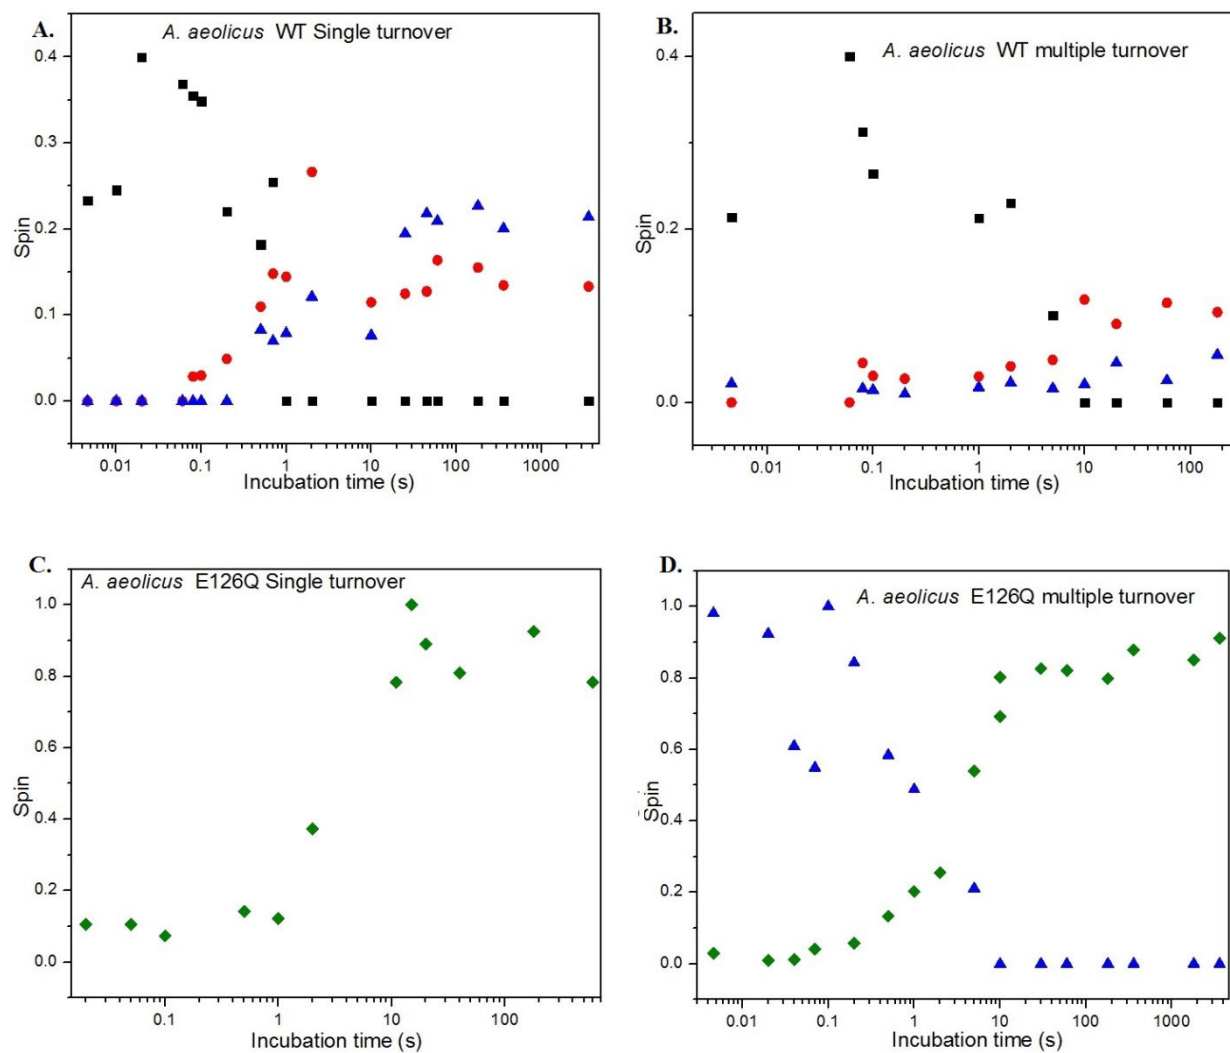 A.
A. aeolicus WT Single turnover
0.4
0.3
0.2
0.1
0.0
Spin
0.01 0.1 1 10 100 1000
Incubation time (s)
B.
A. aeolicus WT multiple turnover
0.4
0.2
0.0
Spin
0.01 0.1 1 10 100
Incubation time (s)
C.
A. aeolicus E126Q Single turnover
1.0
0.8
0.6
0.4
0.2
0.0
Spin
0.1 1 10 100
Incubation time (s)
D.
A. aeolicus E126Q multiple turnover
1.0
0.8
0.6
0.4
0.2
0.0
Spin
0.01 0.1 1 10 100 1000
Incubation time (s)